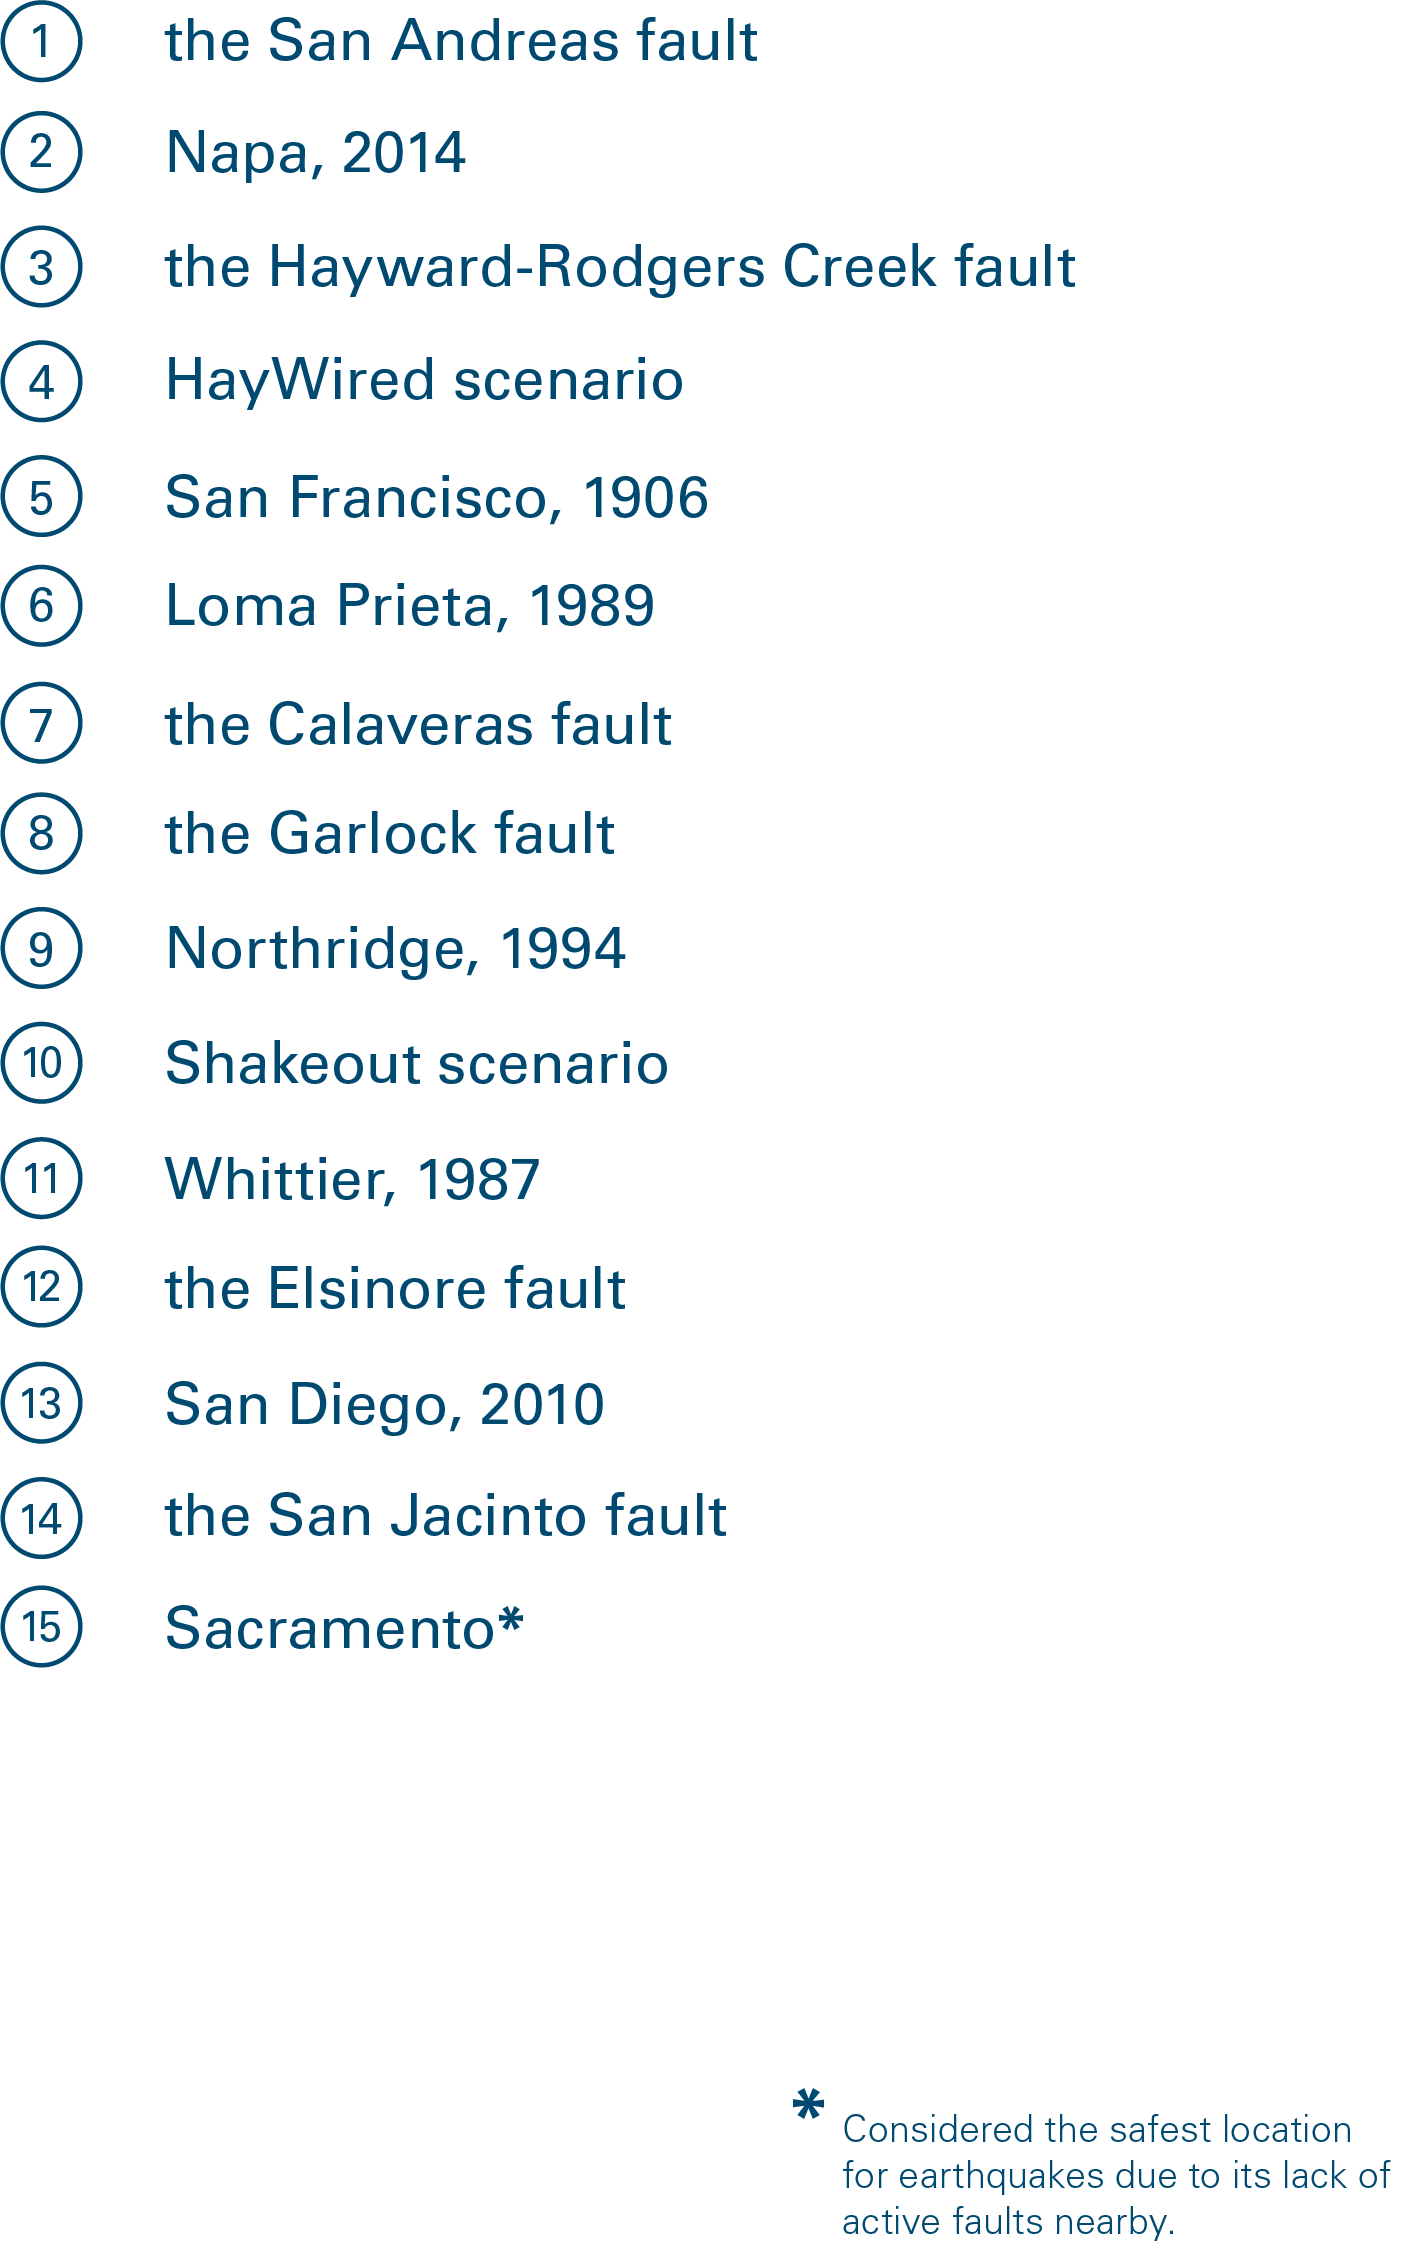 1 the San Andreas fault
2 Napa, 2014
3 the Hayward-Rodgers Creek fault
4 HayWired scenario
5 San Francisco, 1906
6 Loma Prieta, 1989
7 the Calaveras fault
8 the Garlock fault
9 Northridge, 1994
10 Shakeout scenario
11 Whittier, 1987
12 the Elsinore fault
13 San Diego, 2010
14 the San Jacinto fault
15 Sacramento*
* Considered the safest location
for earthquakes due to its lack of
active faults nearby.